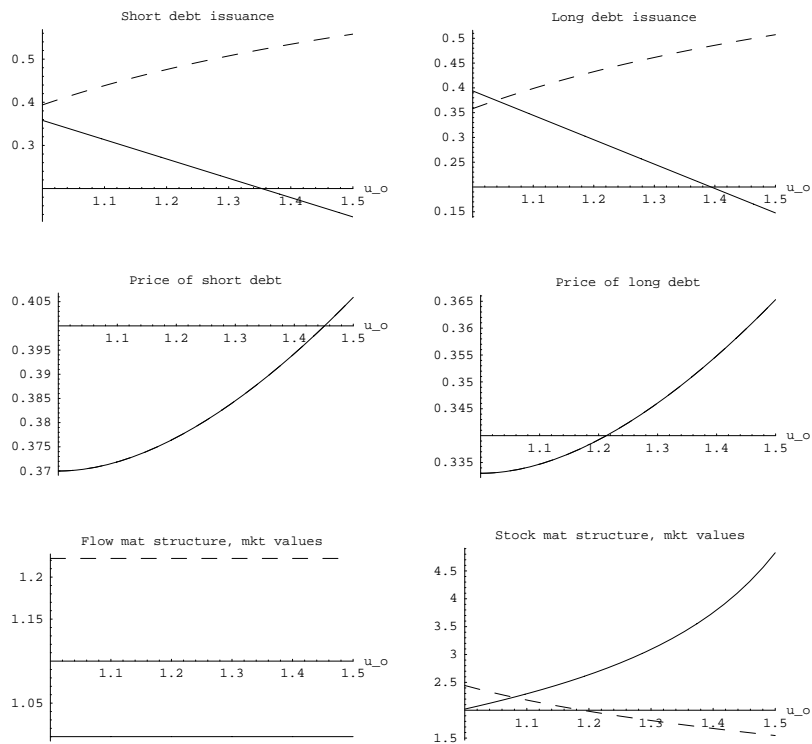 Short debt issuance
0.5
0.4
0.3
1.1 1.2 1.3 1.4 1.5
u_o
Long debt issuance
0.5
0.45
0.4
0.35
0.3
0.25
0.15
1.1 1.2 1.3 1.4 1.5
u_o
Price of short debt
0.405
0.395
0.39
0.385
0.38
0.375
0.37
1.1 1.2 1.3 1.4 1.5
u_o
Price of long debt
0.365
0.36
0.355
0.35
0.345
0.335
1.1 1.2 1.3 1.4 1.5
u_o
Flow mat structure, mkt values
1.2
1.15
1.05
1.1 1.2 1.3 1.4 1.5
u_o
Stock mat structure, mkt values
4.5
4
3.5
3
2.5
2
1.5
1.1 1.2 1.3 1.4 1.5
u_o